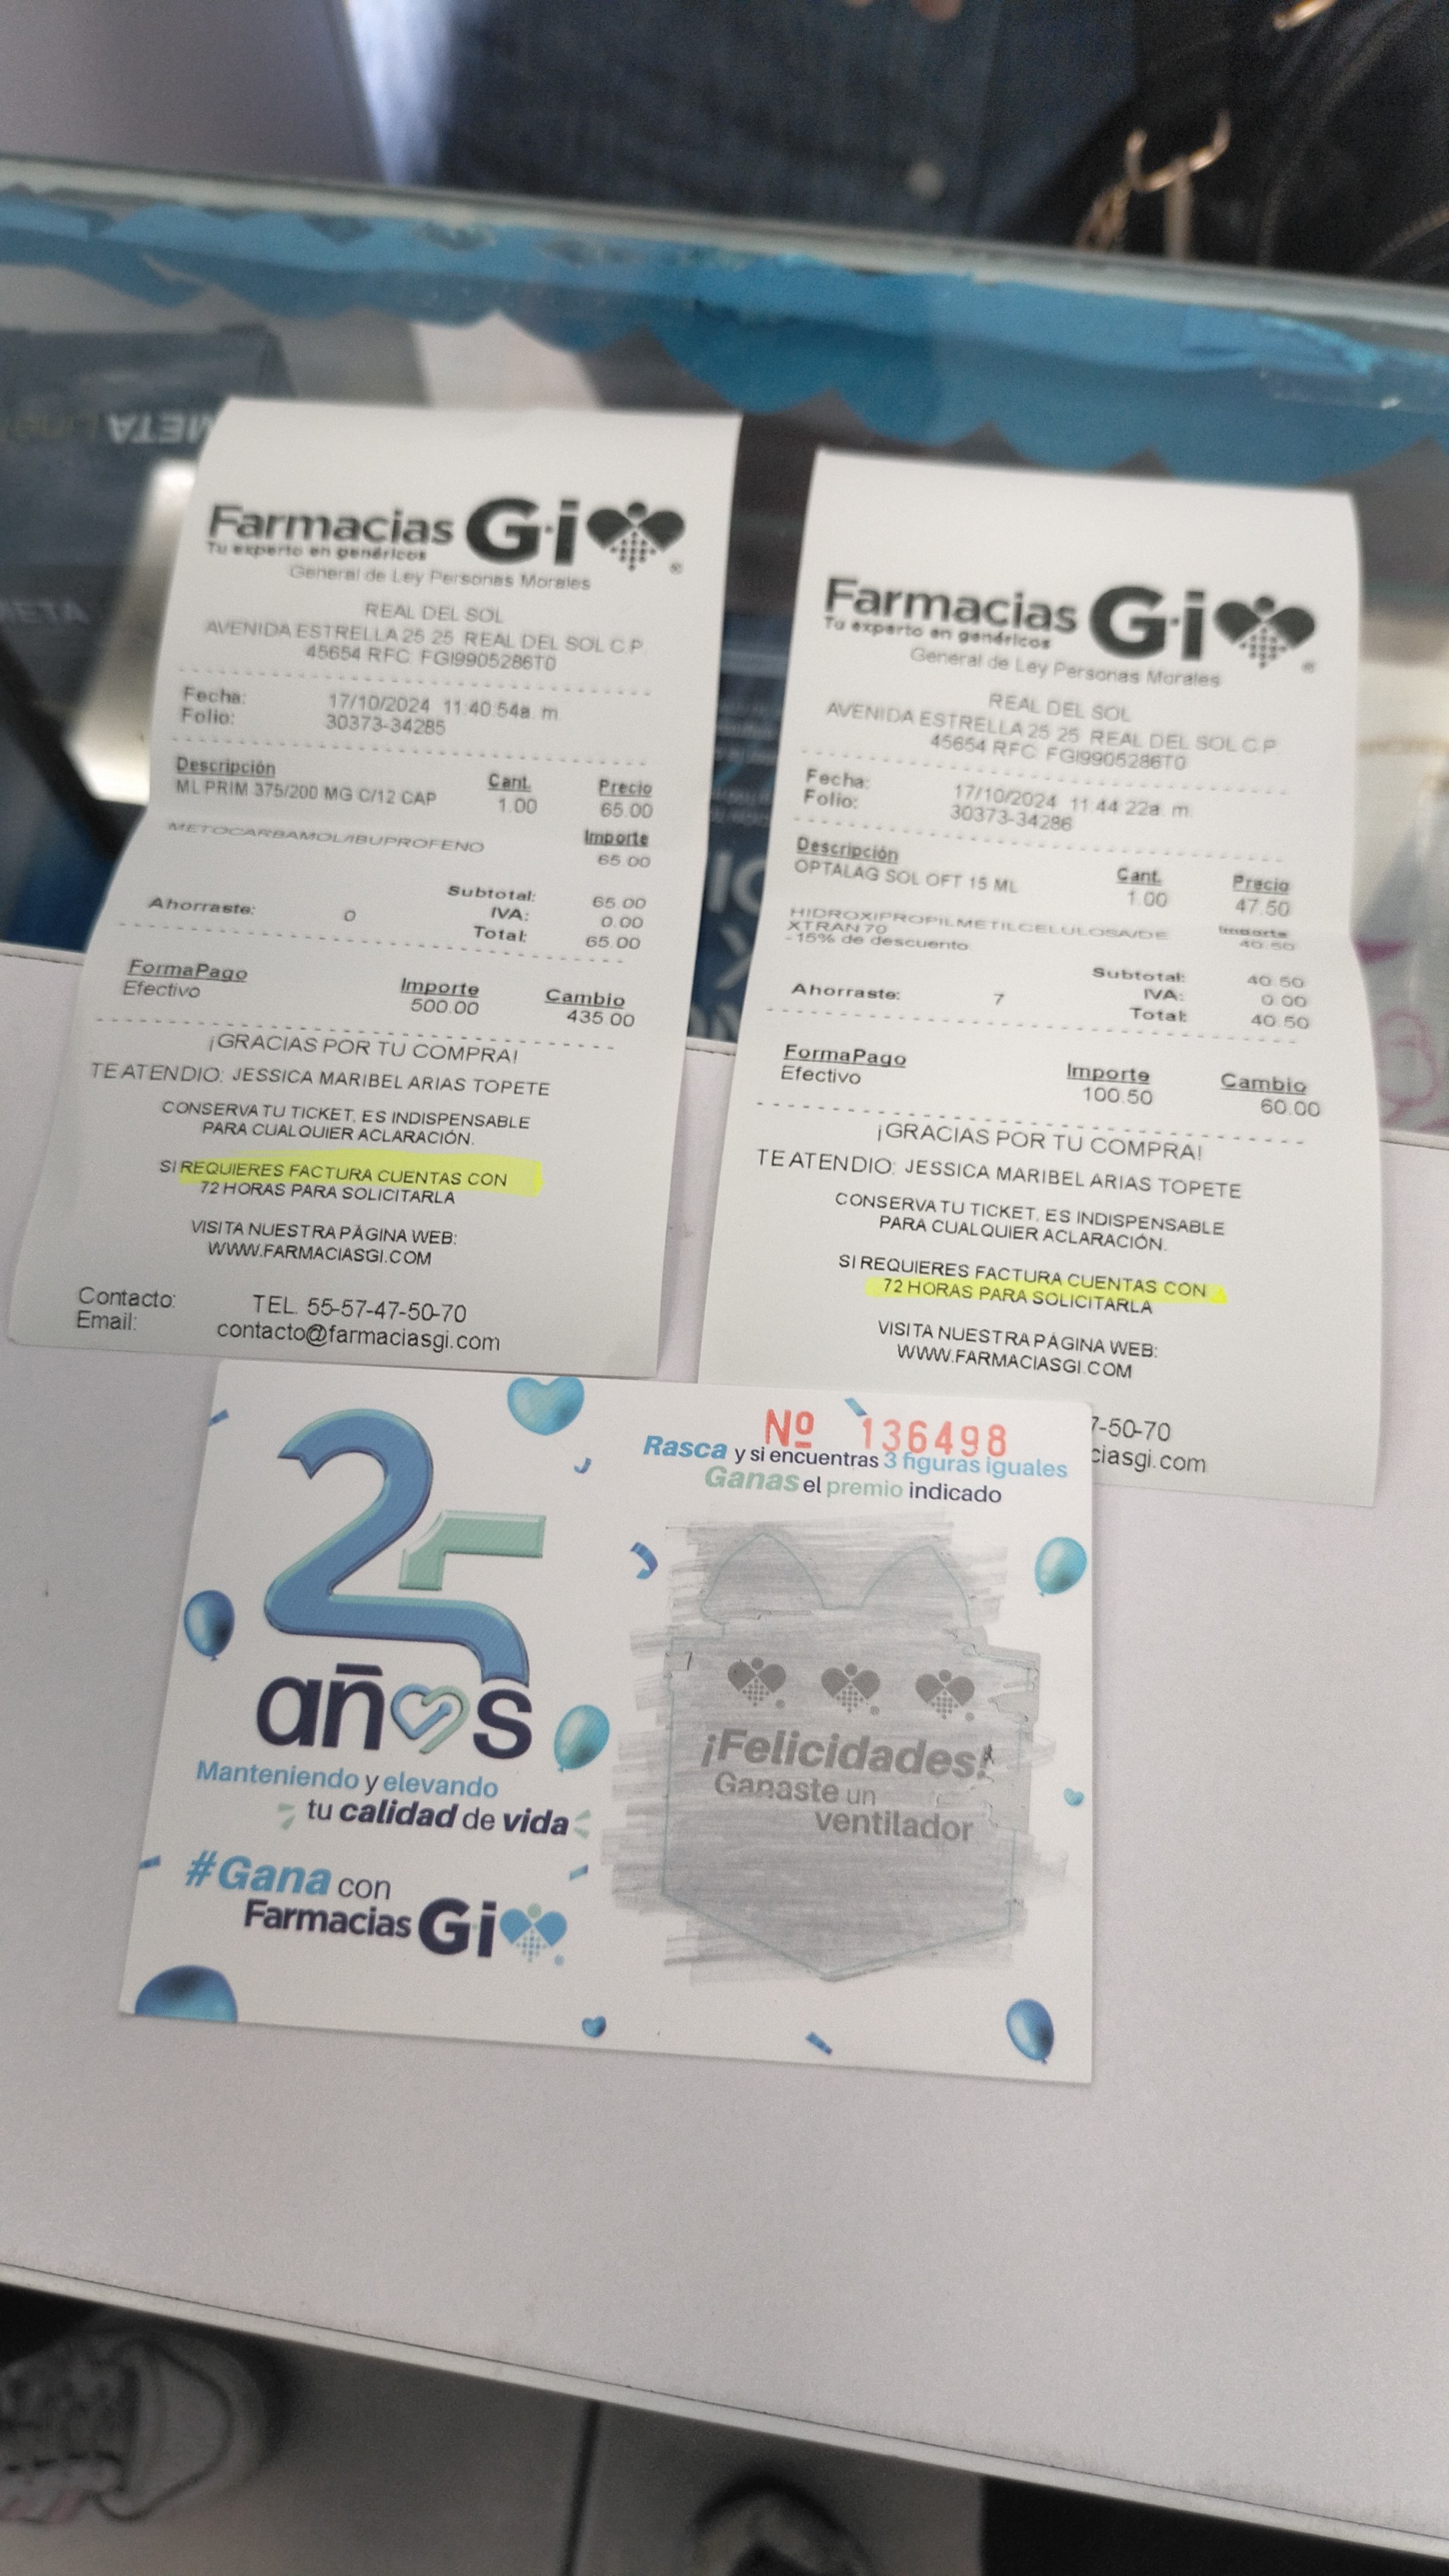 META
META
Farmacias G·i
Tu experto en genéricos
General de Ley Personas Morales
REAL DEL SOL
AVENIDA ESTRELLA 25 25 REAL DEL SOL C.P.
45654 RFC FGI9905286T0
Fecha: 17/10/2024 11:40:54a. m.
Folio: 30373-34285
Descripción Cant. Precio
ML PRIM 375/200 MG C/12 CAP 1.00 65.00
METOCARBAMOL/IBUPROFENO Importe
65.00
Subtotal: 65.00
Ahorraste: 0 IVA: 0.00
Total: 65.00
FormaPago Importe Cambio
Efectivo 500.00 435.00
¡GRACIAS POR TU COMPRA!
TE ATENDIO: JESSICA MARIBEL ARIAS TOPETE
CONSERVA TU TICKET, ES INDISPENSABLE
PARA CUALQUIER ACLARACIÓN.
SI REQUIERES FACTURA CUENTAS CON
72 HORAS PARA SOLICITARLA
VISITA NUESTRA PÁGINA WEB:
WWW.FARMACIASGI.COM
Contacto: TEL. 55-57-47-50-70
Email: contacto@farmaciasgi.com
Farmacias G·i
Tu experto en genéricos
General de Ley Personas Morales
REAL DEL SOL
AVENIDA ESTRELLA 25 25 REAL DEL SOL C.P.
45654 RFC FGI9905286T0
Fecha: 17/10/2024 11:44:22a. m.
Folio: 30373-34286
Descripción Cant. Precio
OPTALAG SOL OFT 15 ML 1.00 47.50
HIDROXIPROPILMETILCELULOSA/DE Importe
XTRAN 70 40.50
-15% de descuento
Subtotal: 40.50
Ahorraste: 7 IVA: 0.00
Total: 40.50
FormaPago Importe Cambio
Efectivo 100.50 60.00
¡GRACIAS POR TU COMPRA!
TE ATENDIO: JESSICA MARIBEL ARIAS TOPETE
CONSERVA TU TICKET, ES INDISPENSABLE
PARA CUALQUIER ACLARACIÓN.
SI REQUIERES FACTURA CUENTAS CON
72 HORAS PARA SOLICITARLA
VISITA NUESTRA PÁGINA WEB:
WWW.FARMACIASGI.COM
7-50-70
ciasgi.com
25
años
Manteniendo y elevando
tu calidad de vida
#Gana con
Farmacias Gi
Nº 136498
Rasca y si encuentras 3 figuras iguales
Ganas el premio indicado
¡Felicidades!
Ganaste un
ventilador